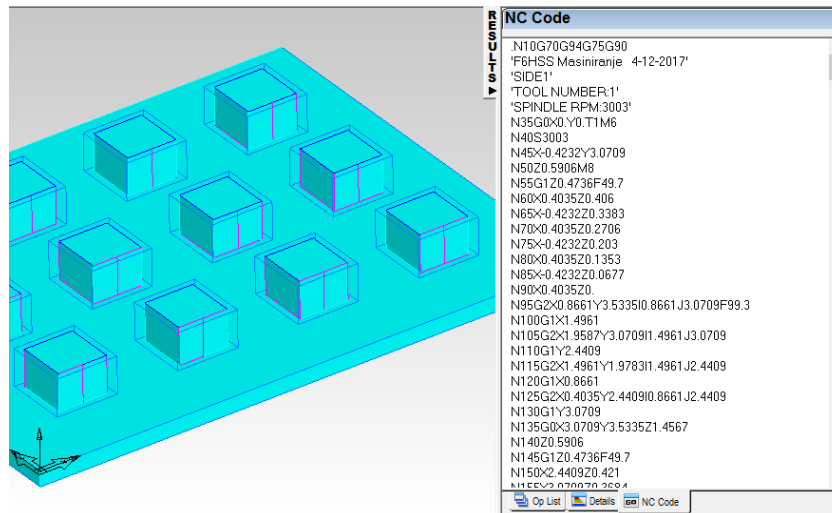 RESULTS
NC Code
.N10G70G94G75G90
'F6HSS Masiniranje 4-12-2017'
'SIDE1'
'TOOL NUMBER:1'
'SPINDLE RPM:3003'
N35G0X0.Y0.T1M6
N40S3003
N45X-0.4232Y3.0709
N50Z0.5906M8
N55G1Z0.4736F49.7
N60X0.4035Z0.406
N65X-0.4232Z0.3383
N70X0.4035Z0.2706
N75X-0.4232Z0.203
N80X0.4035Z0.1353
N85X-0.4232Z0.0677
N90X0.4035Z0.
N95G2X0.8661Y3.5335I0.8661J3.0709F99.3
N100G1X1.4961
N105G2X1.9587Y3.0709I1.4961J3.0709
N110G1Y2.4409
N115G2X1.4961Y1.9783I1.4961J2.4409
N120G1X0.8661
N125G2X0.4035Y2.4409I0.8661J2.4409
N130G1Y3.0709
N135G0X3.0709Y3.5335Z1.4567
N140Z0.5906
N145G1Z0.4736F49.7
N150X2.4409Z0.421
N155X3.0709Z0.3684
Op List
Details
GO
NC Code